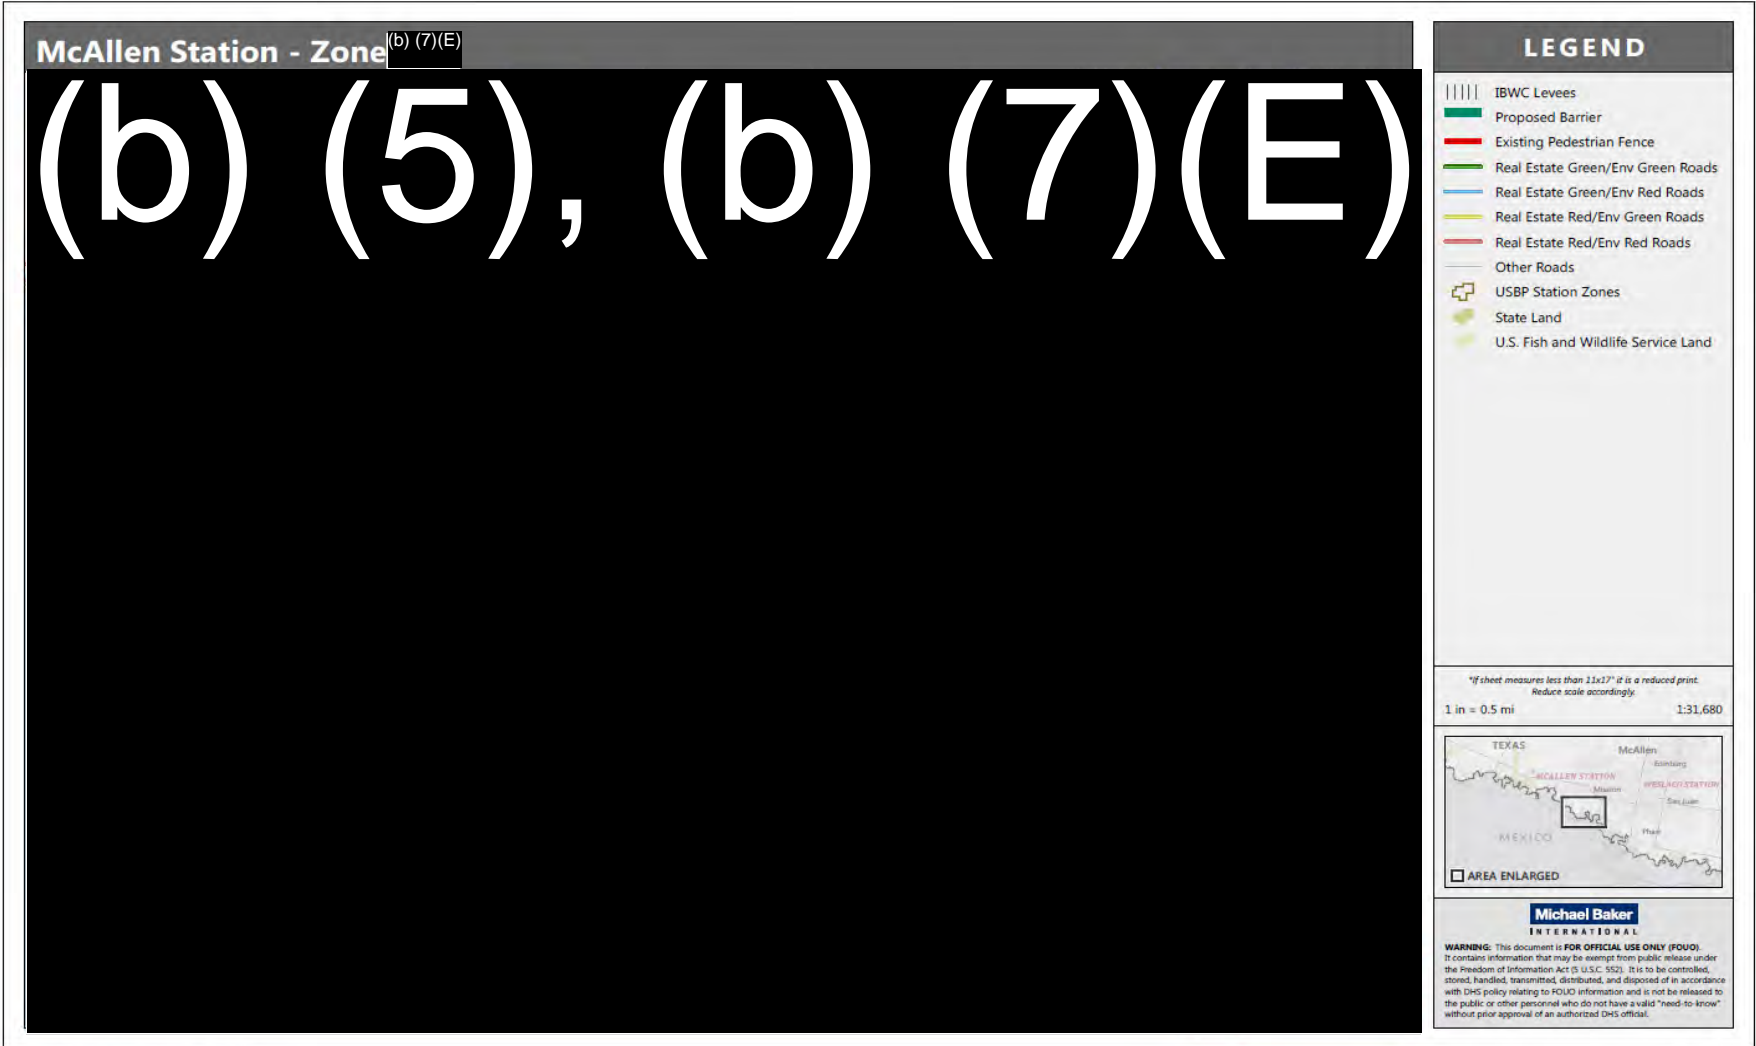 McAllen Station - Zone (b) (7)(E)
(b) (5), (b) (7)(E)
LEGEND
IBWC Levees
Proposed Barrier
Existing Pedestrian Fence
Real Estate Green/Env Green Roads
Real Estate Green/Env Red Roads
Real Estate Red/Env Green Roads
Real Estate Red/Env Red Roads
Other Roads
USBP Station Zones
State Land
U.S. Fish and Wildlife Service Land
*If sheet measures less than 11x17" it is a reduced print.
Reduce scale accordingly.
1 in = 0.5 mi 1:31,680
TEXAS
McAllen
Edinburg
MCALLEN STATION
WESLACO STATION
Mission
San Juan
Pharr
MEXICO
AREA ENLARGED
Michael Baker
INTERNATIONAL
WARNING: This document is FOR OFFICIAL USE ONLY (FOUO).
It contains information that may be exempt from public release under
the Freedom of Information Act (5 U.S.C. 552). It is to be controlled,
stored, handled, transmitted, distributed, and disposed of in accordance
with DHS policy relating to FOUO information and is not be released to
the public or other personnel who do not have a valid "need-to-know"
without prior approval of an authorized DHS official.